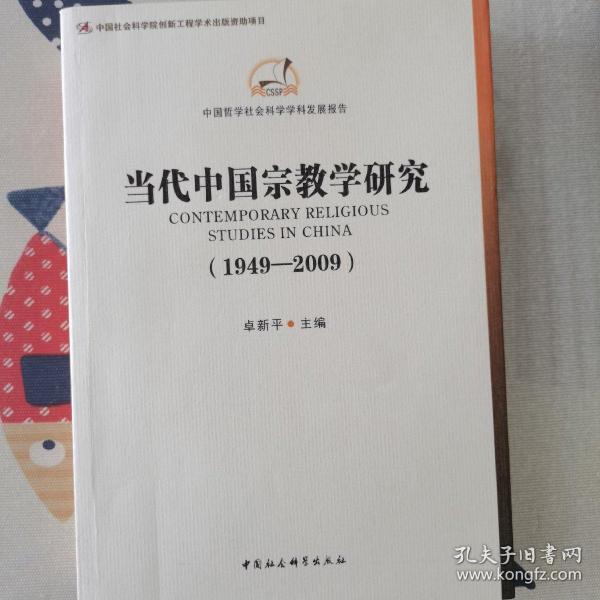 中国社会科学院创新工程学术出版资助项目
CSSP
中国哲学社会科学学科发展报告
当代中国宗教学研究
CONTEMPORARY RELIGIOUS
STUDIES IN CHINA
（1949—2009）
卓新平●主编
中国社会科学出版社
孔夫子旧书网
www.kongfz.com